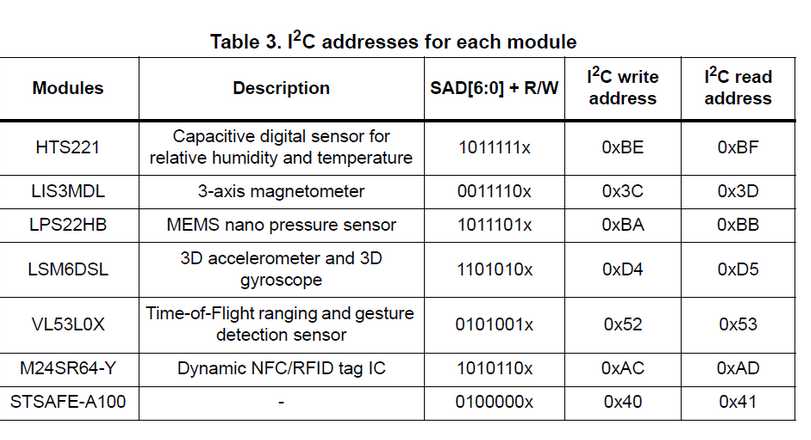 Table 3. I2C addresses for each module
Modules Description SAD[6:0] + R/W I2C write address I2C read address
HTS221 Capacitive digital sensor for relative humidity and temperature 1011111x 0xBE 0xBF
LIS3MDL 3-axis magnetometer 0011110x 0x3C 0x3D
LPS22HB MEMS nano pressure sensor 1011101x 0xBA 0xBB
LSM6DSL 3D accelerometer and 3D gyroscope 1101010x 0xD4 0xD5
VL53L0X Time-of-Flight ranging and gesture detection sensor 0101001x 0x52 0x53
M24SR64-Y Dynamic NFC/RFID tag IC 1010110x 0xAC 0xAD
STSAFE-A100 - 0100000x 0x40 0x41